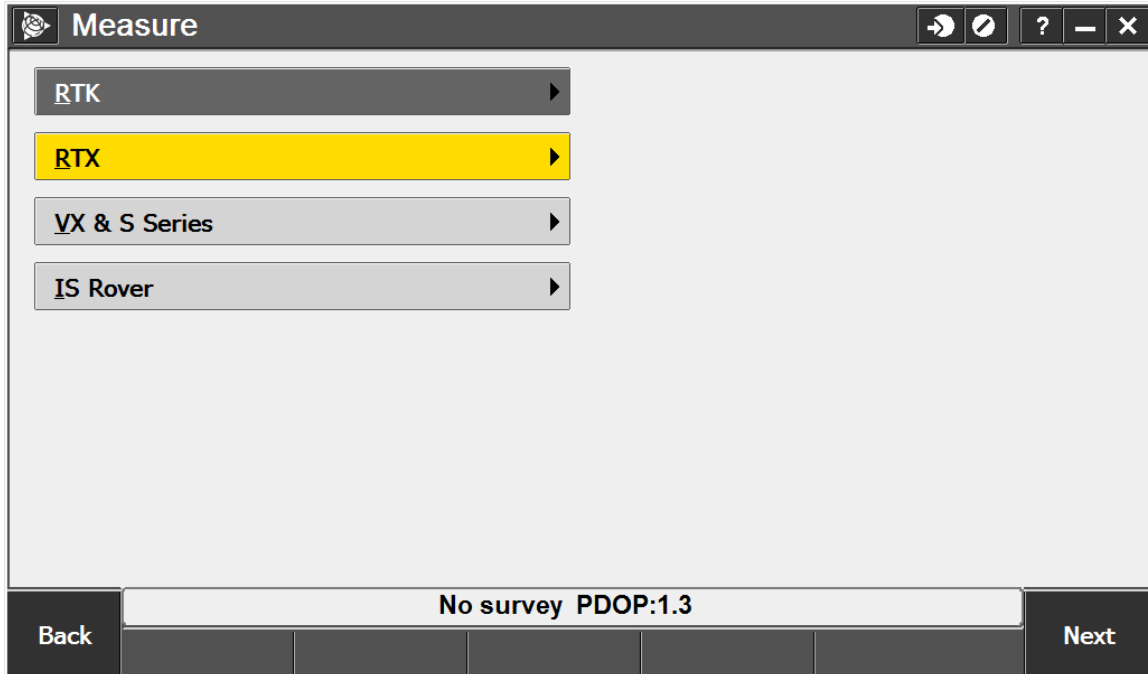 Measure
?
RTK
RTX
VX & S Series
IS Rover
No survey PDOP:1.3
Back
Next